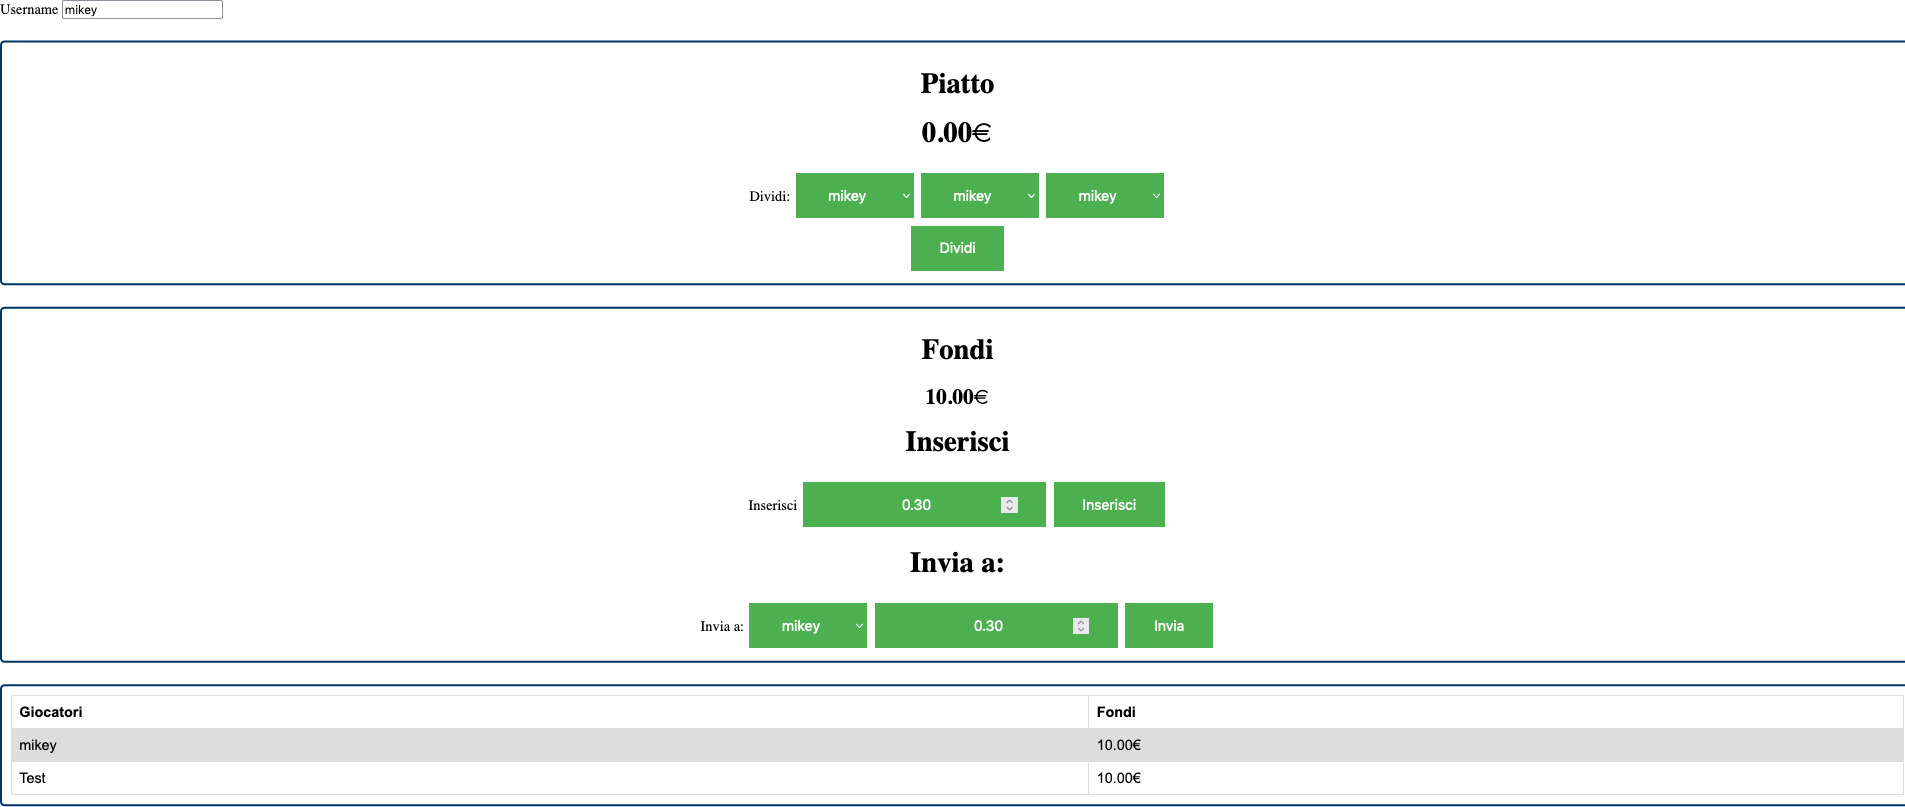 Username mikey
Piatto
0.00€
Dividi: mikey mikey mikey
Dividi
Fondi
10.00€
Inserisci
Inserisci 0.30 Inserisci
Invia a:
Invia a: mikey 0.30 Invia
Giocatori Fondi
mikey 10.00€
Test 10.00€